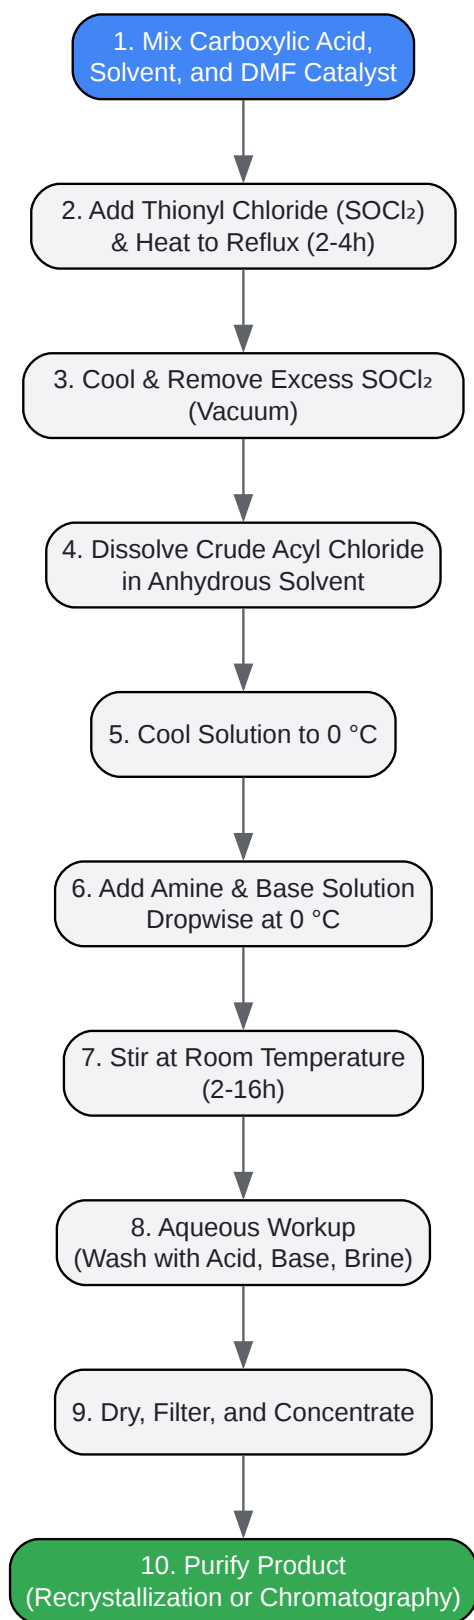 1. Mix Carboxylic Acid,
Solvent, and DMF Catalyst
2. Add Thionyl Chloride (SOCl₂)
& Heat to Reflux (2-4h)
3. Cool & Remove Excess SOCl₂
(Vacuum)
4. Dissolve Crude Acyl Chloride
in Anhydrous Solvent
5. Cool Solution to 0 °C
6. Add Amine & Base Solution
Dropwise at 0 °C
7. Stir at Room Temperature
(2-16h)
8. Aqueous Workup
(Wash with Acid, Base, Brine)
9. Dry, Filter, and Concentrate
10. Purify Product
(Recrystallization or Chromatography)